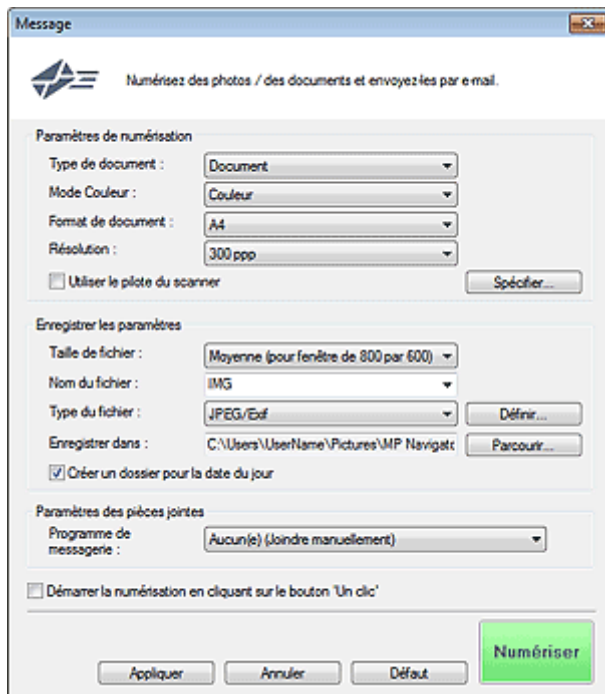 Message
Numérisez des photos / des documents et envoyez-les par e-mail.
Paramètres de numérisation
Type de document : Document
Mode Couleur : Couleur
Format de document : A4
Résolution : 300 ppp
Utiliser le pilote du scanner Spécifier...
Enregistrer les paramètres
Taille de fichier : Moyenne (pour fenêtre de 800 par 600)
Nom du fichier : IMG
Type du fichier : JPEG/Exif Définir...
Enregistrer dans : C:\Users\UserName\Pictures\MP Navigato Parcourir...
Créer un dossier pour la date du jour
Paramètres des pièces jointes
Programme de
messagerie : Aucun(e) (Joindre manuellement)
Démarrer la numérisation en cliquant sur le bouton 'Un clic'
Numériser
Appliquer Annuler Défaut